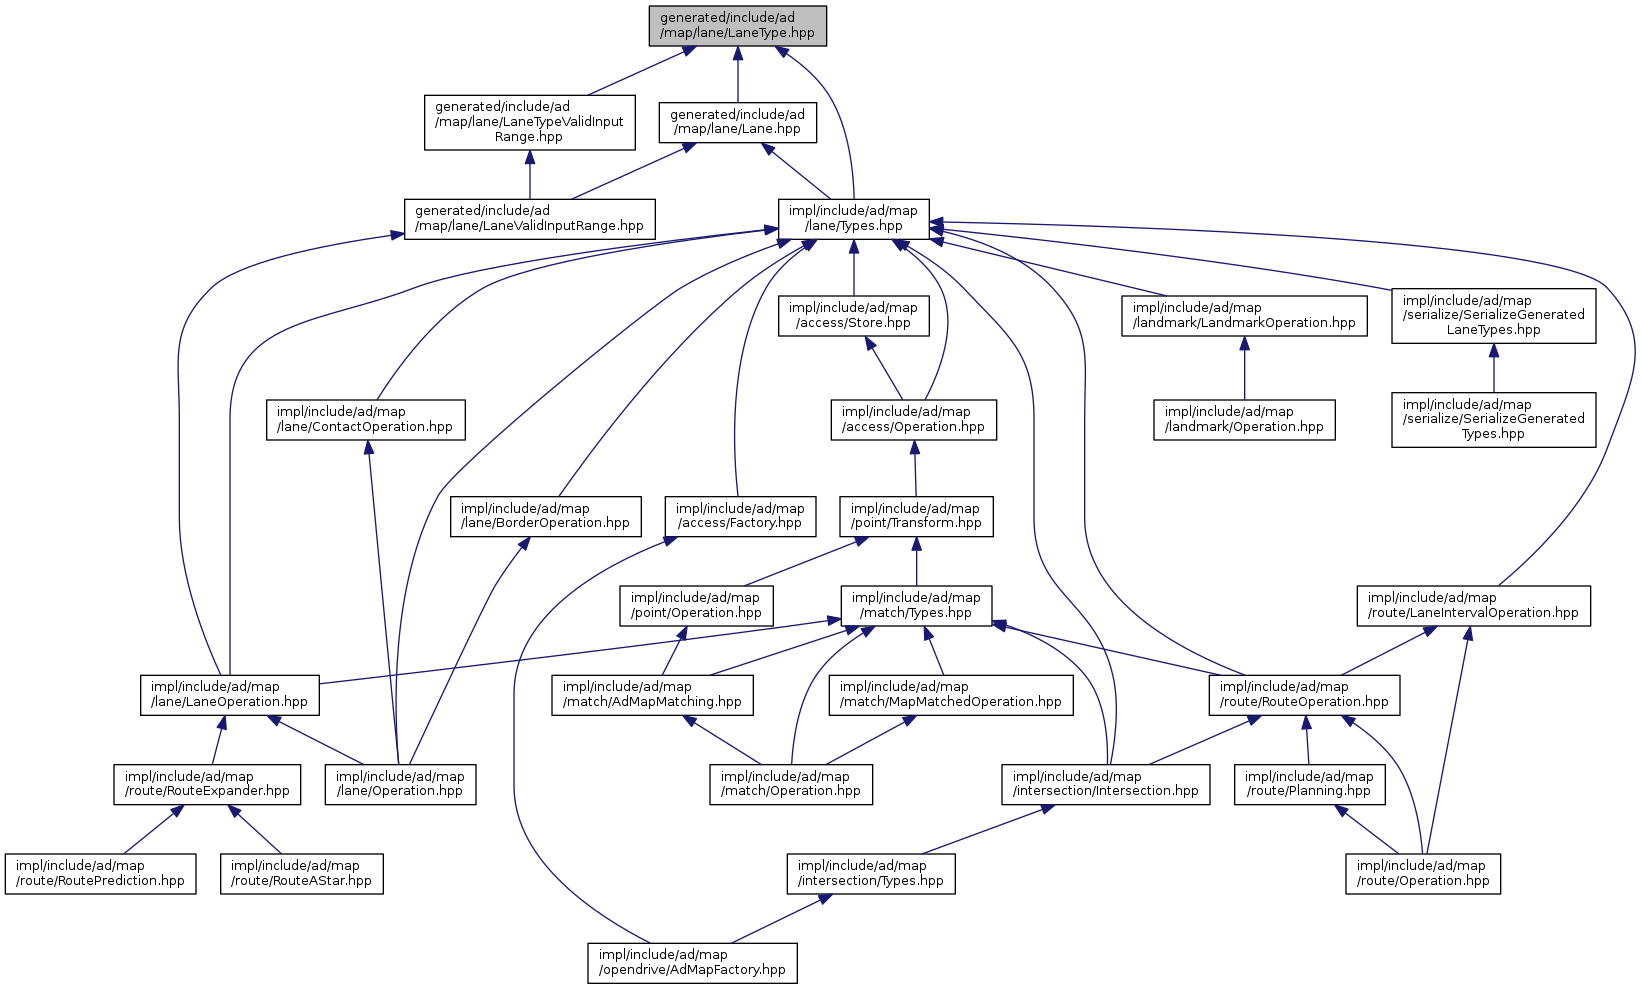 generated/include/ad
/map/lane/LaneType.hpp
generated/include/ad
/map/lane/LaneTypeValidInput
Range.hpp
generated/include/ad
/map/lane/Lane.hpp
generated/include/ad
/map/lane/LaneValidInputRange.hpp
impl/include/ad/map
/lane/Types.hpp
impl/include/ad/map
/access/Store.hpp
impl/include/ad/map
/landmark/LandmarkOperation.hpp
impl/include/ad/map
/serialize/SerializeGenerated
LaneTypes.hpp
impl/include/ad/map
/lane/ContactOperation.hpp
impl/include/ad/map
/access/Operation.hpp
impl/include/ad/map
/landmark/Operation.hpp
impl/include/ad/map
/serialize/SerializeGenerated
Types.hpp
impl/include/ad/map
/lane/BorderOperation.hpp
impl/include/ad/map
/access/Factory.hpp
impl/include/ad/map
/point/Transform.hpp
impl/include/ad/map
/point/Operation.hpp
impl/include/ad/map
/match/Types.hpp
impl/include/ad/map
/route/LaneIntervalOperation.hpp
impl/include/ad/map
/lane/LaneOperation.hpp
impl/include/ad/map
/match/AdMapMatching.hpp
impl/include/ad/map
/match/MapMatchedOperation.hpp
impl/include/ad/map
/route/RouteOperation.hpp
impl/include/ad/map
/route/RouteExpander.hpp
impl/include/ad/map
/lane/Operation.hpp
impl/include/ad/map
/match/Operation.hpp
impl/include/ad/map
/intersection/Intersection.hpp
impl/include/ad/map
/route/Planning.hpp
impl/include/ad/map
/route/RoutePrediction.hpp
impl/include/ad/map
/route/RouteAStar.hpp
impl/include/ad/map
/intersection/Types.hpp
impl/include/ad/map
/route/Operation.hpp
impl/include/ad/map
/opendrive/AdMapFactory.hpp